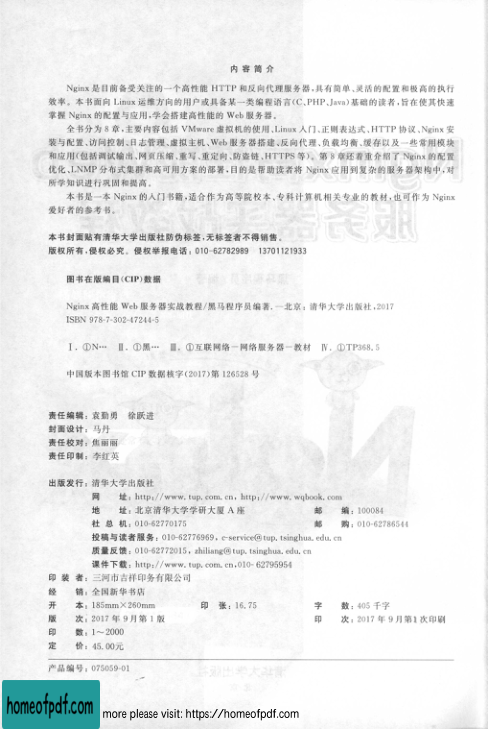 内 容 简 介
Nginx 是目前备受关注的一个高性能 HTTP 和反向代理服务器,具有简单、灵活的配置和极高的执行
效率。本书面向 Linux 运维方向的用户或具备某一类编程语言(C、PHP、Java)基础的读者,旨在使其快速
掌握 Nginx 的配置与应用,学会搭建高性能的 Web 服务器。
全书分为 8 章,主要内容包括 VMware 虚拟机的使用、Linux 入门、正则表达式、HTTP 协议、Nginx 安
装与配置、访问控制、日志管理、虚拟主机、Web 服务器搭建、反向代理、负载均衡、缓存以及一些常用模块
和应用(包括调试输出、网页压缩、重写、重定向、防盗链、HTTPS 等)。第 8 章还着重介绍了 Nginx 的配置
优化、LNMP 分布式集群和高可用方案的部署,目的是帮助读者将 Nginx 应用到复杂的服务器架构中,对
所学知识进行巩固和提高。
本书是一本 Nginx 的入门书籍,适合作为高等院校本、专科计算机相关专业的教材,也可作为 Nginx
爱好者的参考书。
本书封面贴有清华大学出版社防伪标签,无标签者不得销售。
版权所有,侵权必究。侵权举报电话:010-62782989 13701121933
图书在版编目(CIP)数据
Nginx 高性能 Web 服务器实战教程/黑马程序员编著. —北京:清华大学出版社,2017
ISBN 978-7-302-47244-5
Ⅰ. ①N… Ⅱ. ①黑… Ⅲ. ①互联网络—网络服务器—教材 Ⅳ. ①TP368.5
中国版本图书馆 CIP 数据核字(2017)第 126528 号
责任编辑:袁勤勇 徐跃进
封面设计:马丹
责任校对:焦丽丽
责任印制:李红英
出版发行:清华大学出版社
网 址:http://www.tup.com.cn, http://www.wqbook.com
地 址:北京清华大学学研大厦 A 座 邮 编:100084
社 总 机:010-62770175 邮 购:010-62786544
投稿与读者服务:010-62776969, c-service@tup.tsinghua.edu.cn
质量反馈:010-62772015, zhiliang@tup.tsinghua.edu.cn
课件下载:http://www.tup.com.cn,010-62795954
印 装 者:三河市吉祥印务有限公司
经 销:全国新华书店
开 本:185mm×260mm 印 张:16.75 字 数:405 千字
版 次:2017 年 9 月第 1 版 印 次:2017 年 9 月第 1 次印刷
印 数:1~2000
定 价:45.00元
产品编号:075059-01
homeofpdf.com more please visit: https://homeofpdf.com